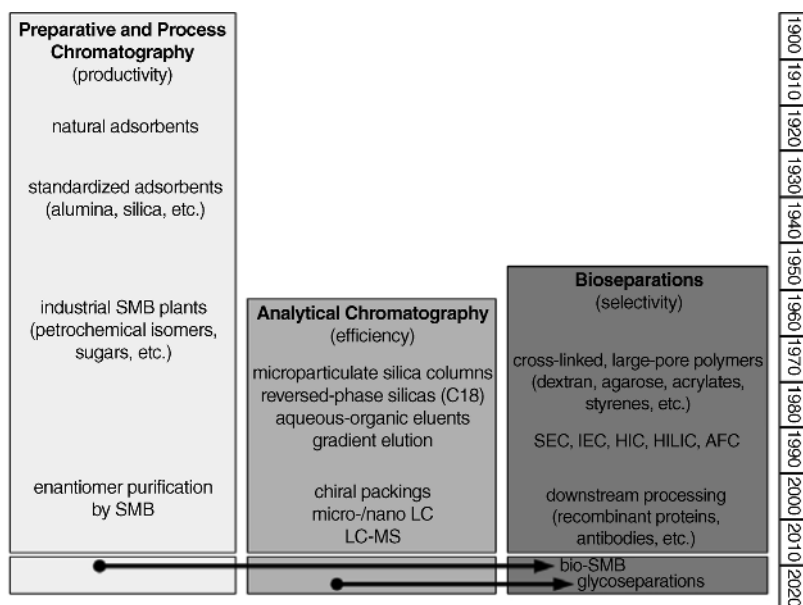 Preparative and Process
Chromatography
(productivity)
natural adsorbents
standardized adsorbents
(alumina, silica, etc.)
industrial SMB plants
(petrochemical isomers,
sugars, etc.)
enantiomer purification
by SMB
Analytical Chromatography
(efficiency)
microparticulate silica columns
reversed-phase silicas (C18)
aqueous-organic eluents
gradient elution
chiral packings
micro-/nano LC
LC-MS
Bioseparations
(selectivity)
cross-linked, large-pore polymers
(dextran, agarose, acrylates,
styrenes, etc.)
SEC, IEC, HIC, HILIC, AFC
downstream processing
(recombinant proteins,
antibodies, etc.)
bio-SMB
glycoseparations
1900
1910
1920
1930
1940
1950
1960
1970
1980
1990
2000
2010
2020